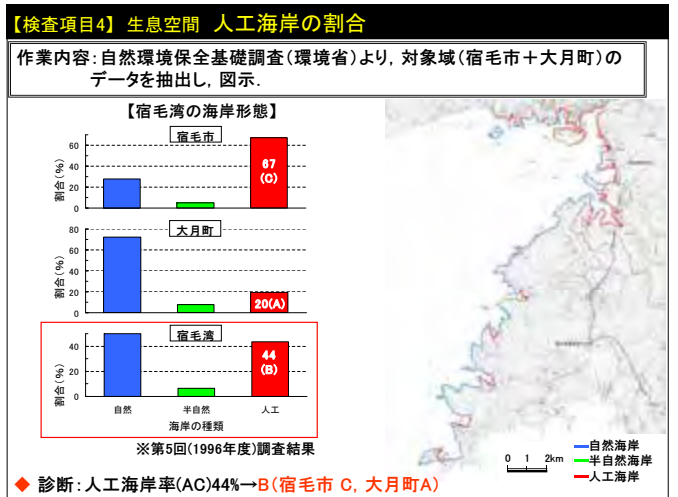 【検査項目4】 生息空間 人工海岸の割合
作業内容:自然環境保全基礎調査(環境省)より, 対象域(宿毛市+大月町)の
データを抽出し, 図示.
【宿毛湾の海岸形態】
宿毛市
割合(%)
60
40
20
0
67
(C)
大月町
割合(%)
80
60
40
20
0
20(A)
宿毛湾
割合(%)
40
20
0
44
(B)
自然 半自然 人工
海岸の種類
※第5回(1996年度)調査結果
0 1 2km
自然海岸
半自然海岸
人工海岸
◆ 診断:人工海岸率(AC)44%→B(宿毛市 C, 大月町A)